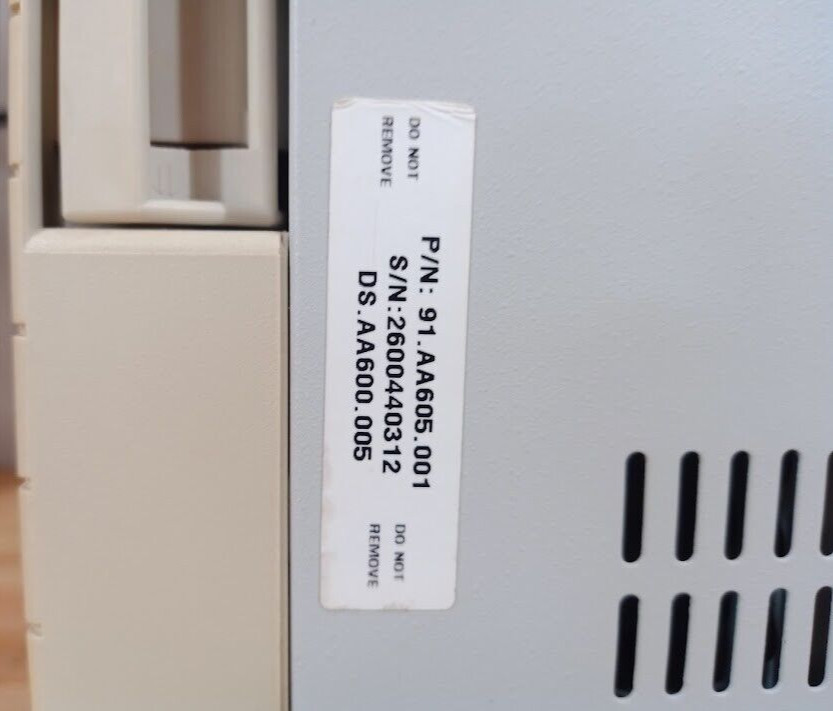 DO NOT
REMOVE
P/N: 91.AA605.001
S/N:2600440312
DS.AA600.005
DO NOT
REMOVE